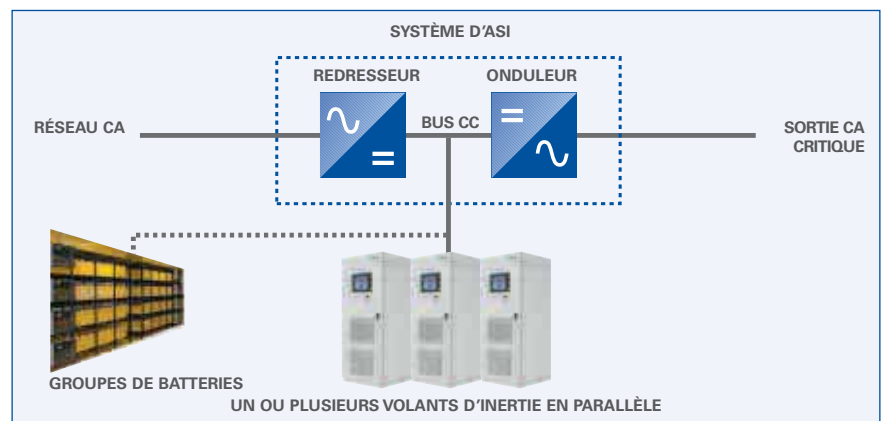 SYSTÈME D'ASI
REDRESSEUR
ONDULEUR
RÉSEAU CA
BUS CC
SORTIE CA
CRITIQUE
GROUPES DE BATTERIES
UN OU PLUSIEURS VOLANTS D'INERTIE EN PARALLÈLE